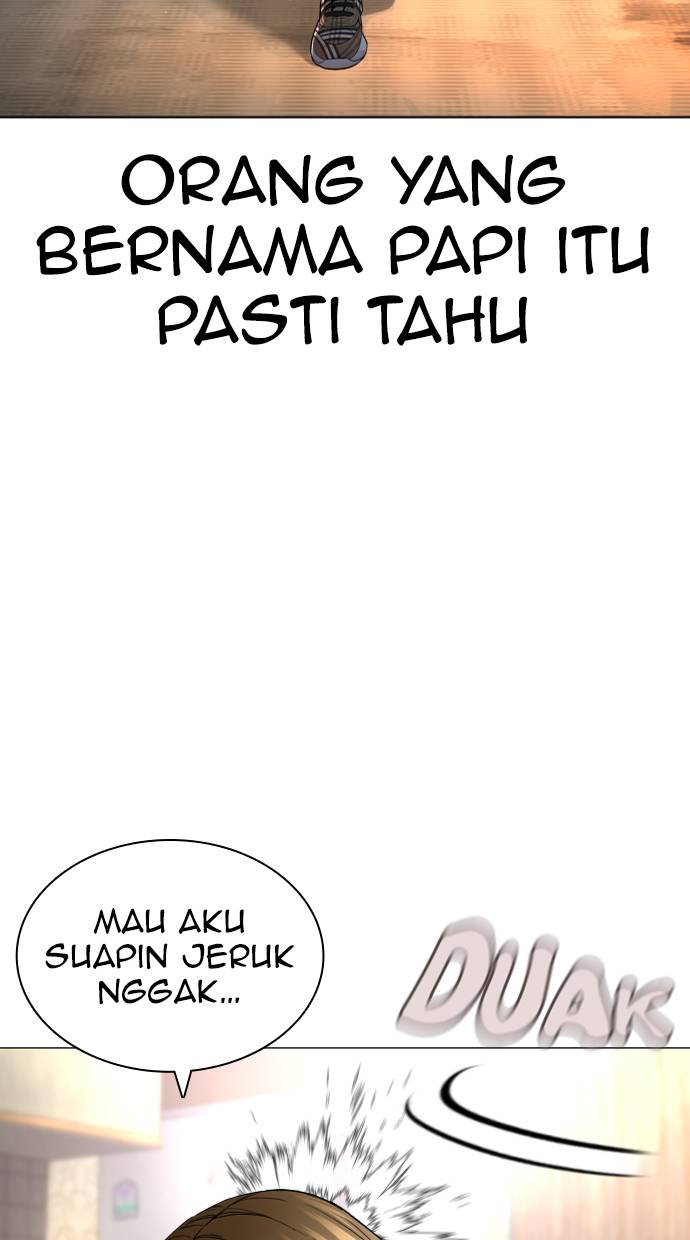 ORANG YANG
BERNAMA PAPI ITU
PASTI TAHU
MAU AKU
SUAPIN JERUK
NGGAK...
DUAK